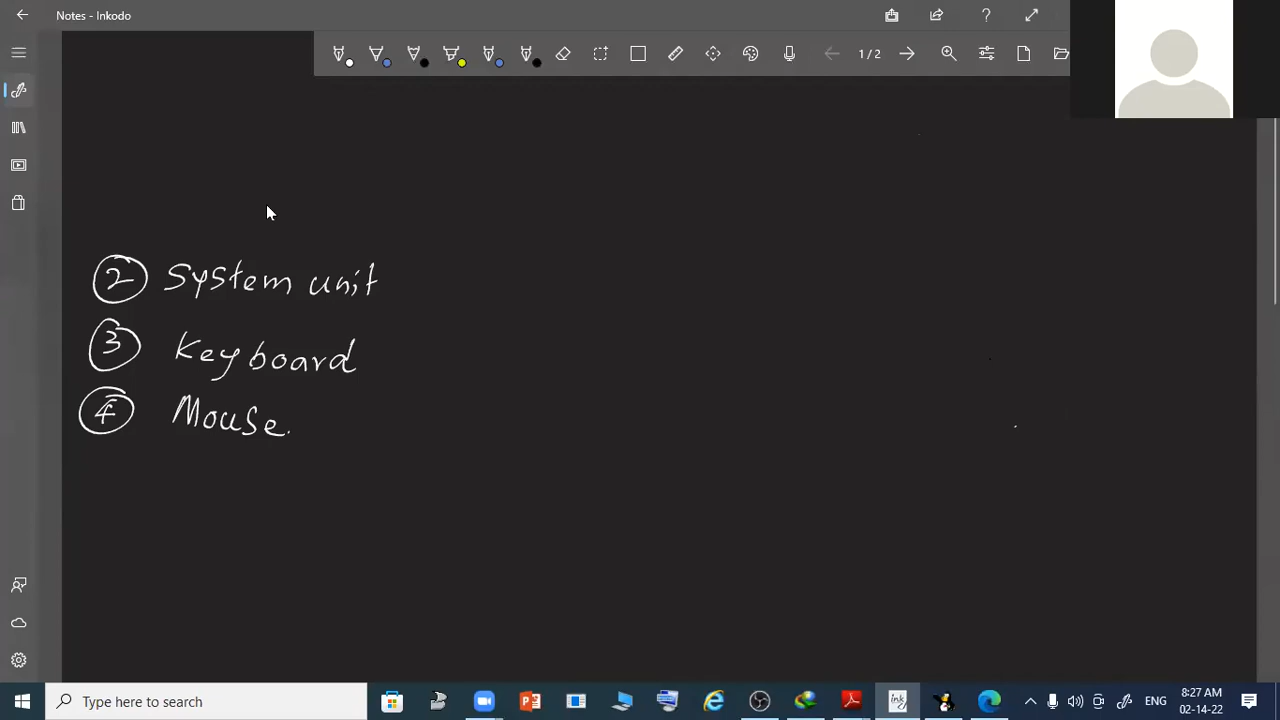 Notes - Inkodo
?
1/2
2 System unit
3 Keyboard
4 Mouse.
Type here to search
ENG
8:27 AM
02-14-22